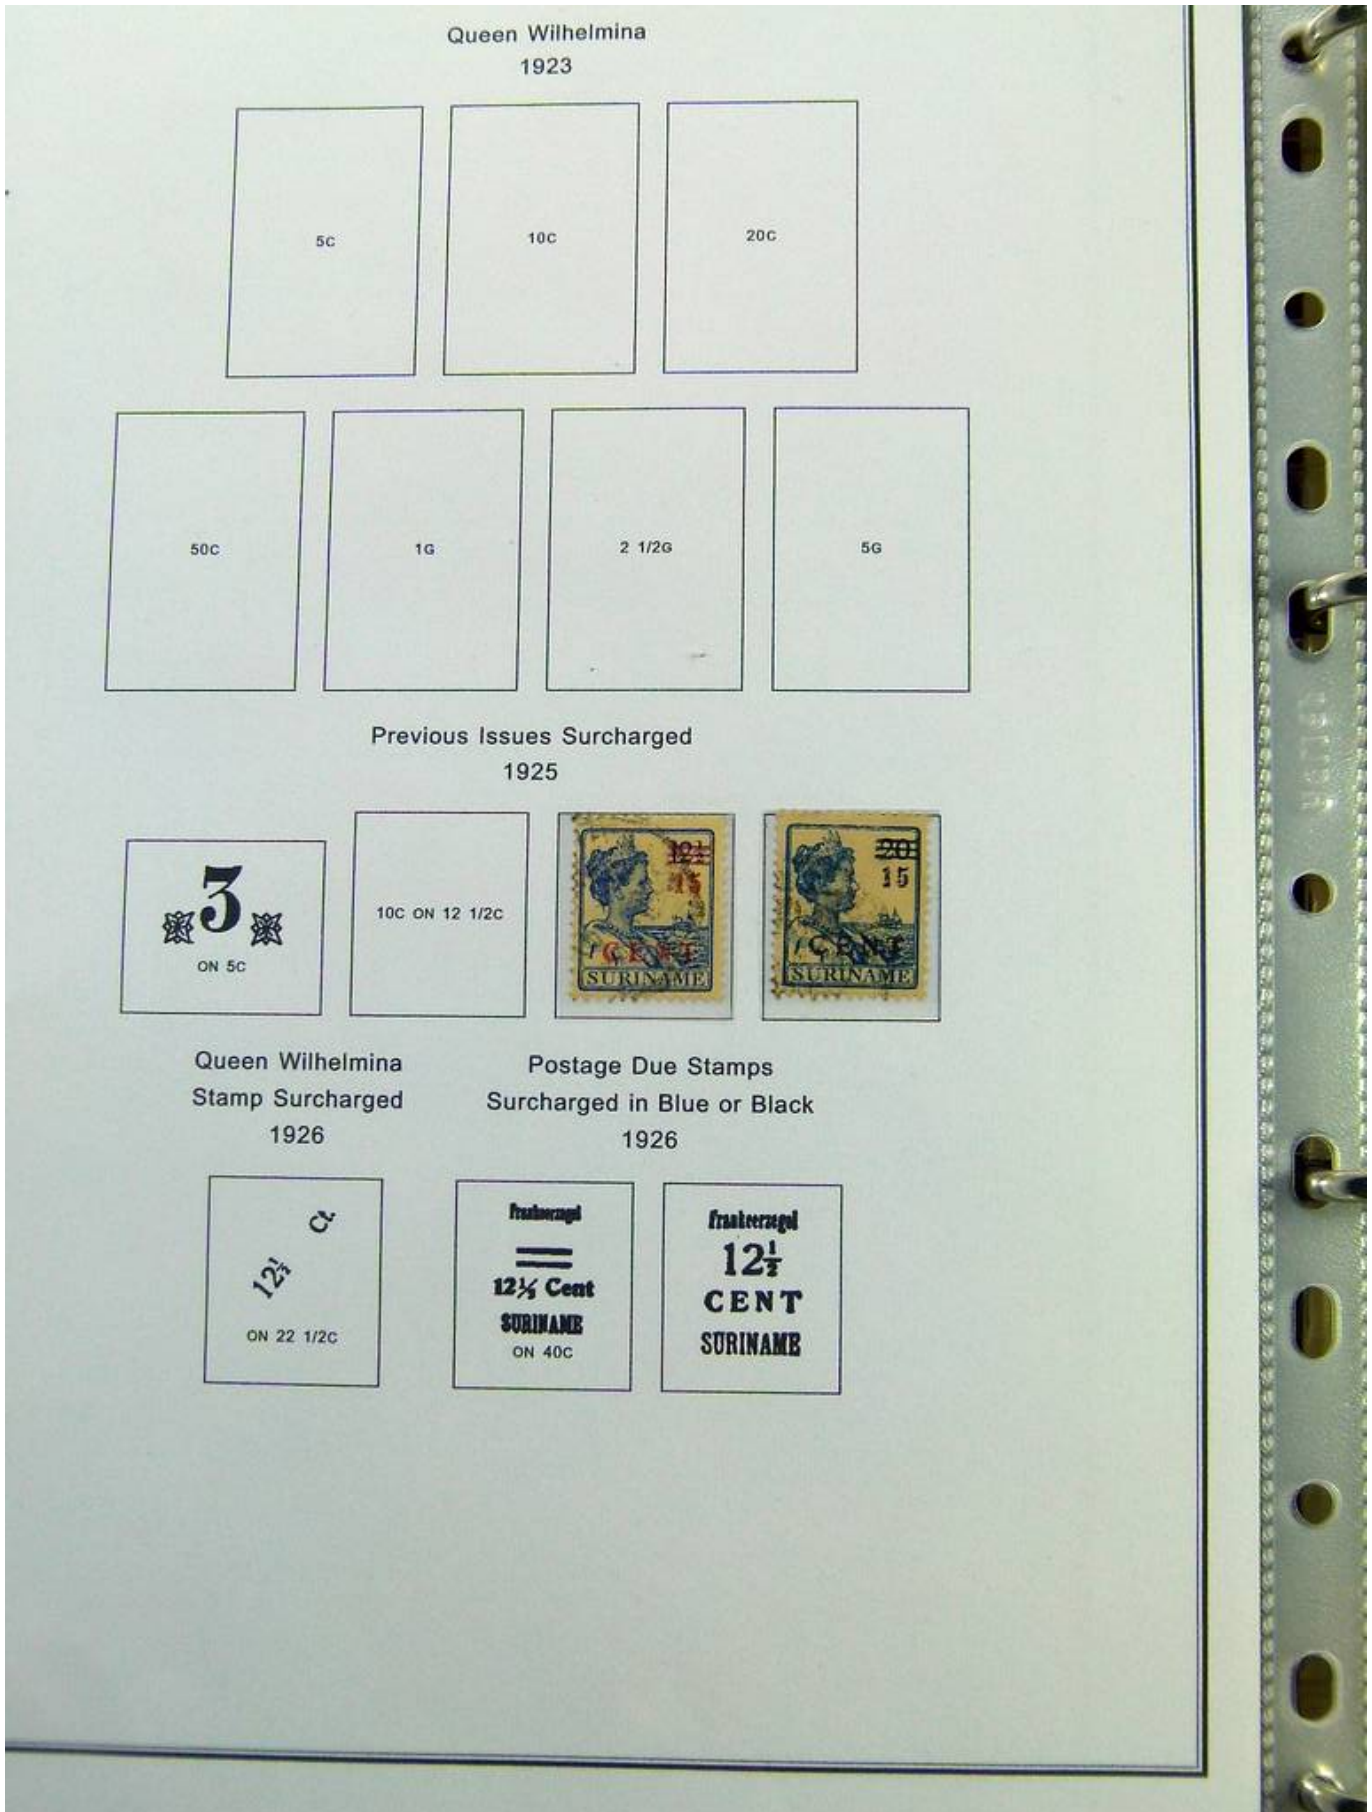 Queen Wilhelmina
1923
5C
10C
20C
50C
1G
2 1/2G
5G
Previous Issues Surcharged
1925
3
ON 5C
10C ON 12 1/2C
12½
15
CENT
SURINAME
20
15
CENT
SURINAME
Queen Wilhelmina
Stamp Surcharged
1926
12½ Ct
ON 22 1/2C
Postage Due Stamps
Surcharged in Blue or Black
1926
Frankeerzegel
12½ Cent
SURINAME
ON 40C
Frankeerzegel
12½
CENT
SURINAME